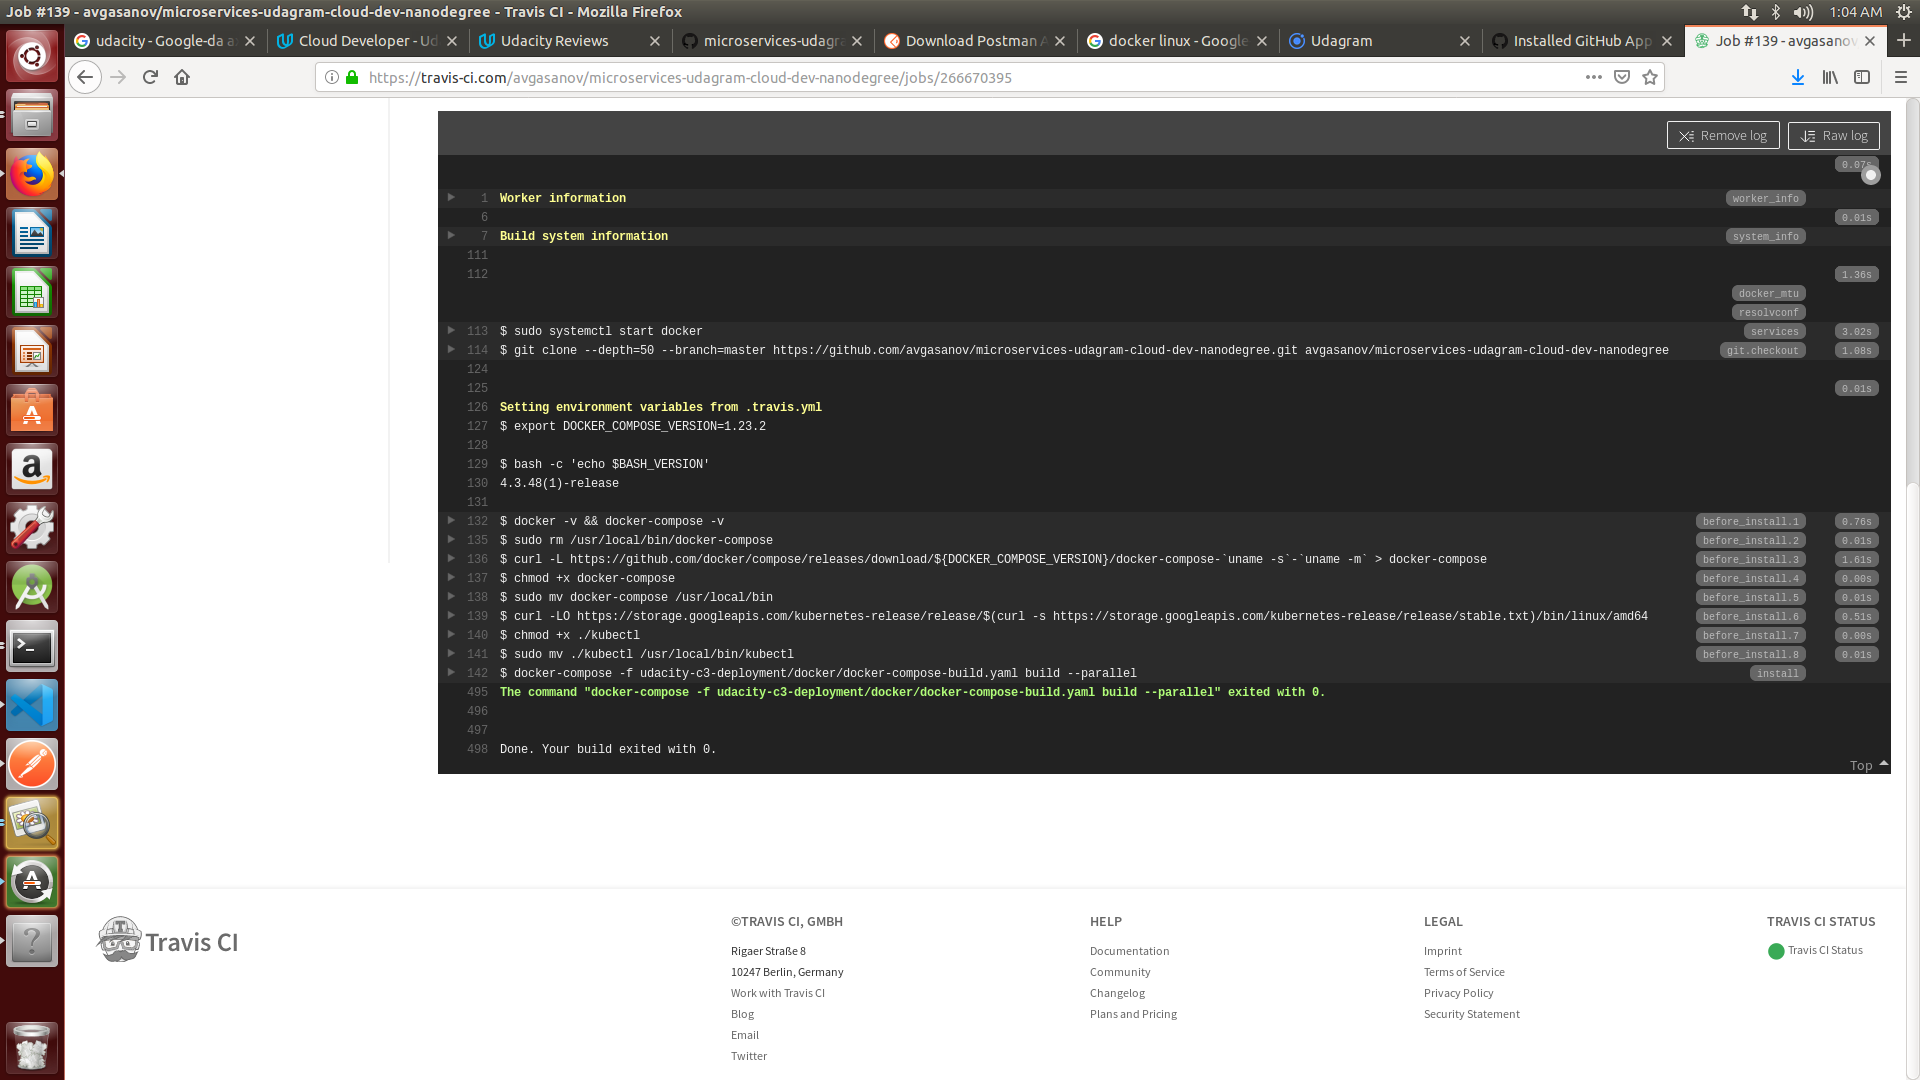 Job #139 - avgasanov/microservices-udagram-cloud-dev-nanodegree - Travis CI - Mozilla Firefox
1:04 AM
udacity - Google-da a
Cloud Developer - Ud
Udacity Reviews
microservices-udagra
Download Postman A
docker linux - Google
Udagram
Installed GitHub App
Job #139 - avgasanov
https://travis-ci.com/avgasanov/microservices-udagram-cloud-dev-nanodegree/jobs/266670395
Remove log
Raw log
0.07s
1 Worker information worker_info
6 0.01s
7 Build system information system_info
111
112 1.36s
docker_mtu
resolvconf
113 $ sudo systemctl start docker services 3.02s
114 $ git clone --depth=50 --branch=master https://github.com/avgasanov/microservices-udagram-cloud-dev-nanodegree.git avgasanov/microservices-udagram-cloud-dev-nanodegree git.checkout 1.08s
124
125 0.01s
126 Setting environment variables from .travis.yml
127 $ export DOCKER_COMPOSE_VERSION=1.23.2
128
129 $ bash -c 'echo $BASH_VERSION'
130 4.3.48(1)-release
131
132 $ docker -v && docker-compose -v before_install.1 0.76s
135 $ sudo rm /usr/local/bin/docker-compose before_install.2 0.01s
136 $ curl -L https://github.com/docker/compose/releases/download/${DOCKER_COMPOSE_VERSION}/docker-compose-`uname -s`-`uname -m` > docker-compose before_install.3 1.61s
137 $ chmod +x docker-compose before_install.4 0.00s
138 $ sudo mv docker-compose /usr/local/bin before_install.5 0.01s
139 $ curl -LO https://storage.googleapis.com/kubernetes-release/release/$(curl -s https://storage.googleapis.com/kubernetes-release/release/stable.txt)/bin/linux/amd64 before_install.6 0.51s
140 $ chmod +x ./kubectl before_install.7 0.00s
141 $ sudo mv ./kubectl /usr/local/bin/kubectl before_install.8 0.01s
142 $ docker-compose -f udacity-c3-deployment/docker/docker-compose-build.yaml build --parallel install
495 The command "docker-compose -f udacity-c3-deployment/docker/docker-compose-build.yaml build --parallel" exited with 0.
496
497
498 Done. Your build exited with 0.
Top
Travis CI
©TRAVIS CI, GMBH
Rigaer Straße 8
10247 Berlin, Germany
Work with Travis CI
Blog
Email
Twitter
HELP
Documentation
Community
Changelog
Plans and Pricing
LEGAL
Imprint
Terms of Service
Privacy Policy
Security Statement
TRAVIS CI STATUS
Travis CI Status